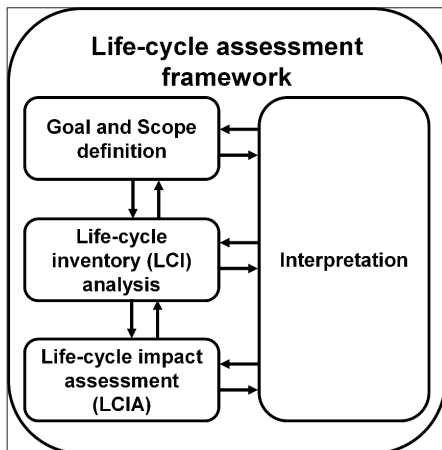 Life-cycle assessment
framework
Goal and Scope
definition
Life-cycle
inventory (LCI)
analysis
Interpretation
Life-cycle impact
assessment
(LCIA)